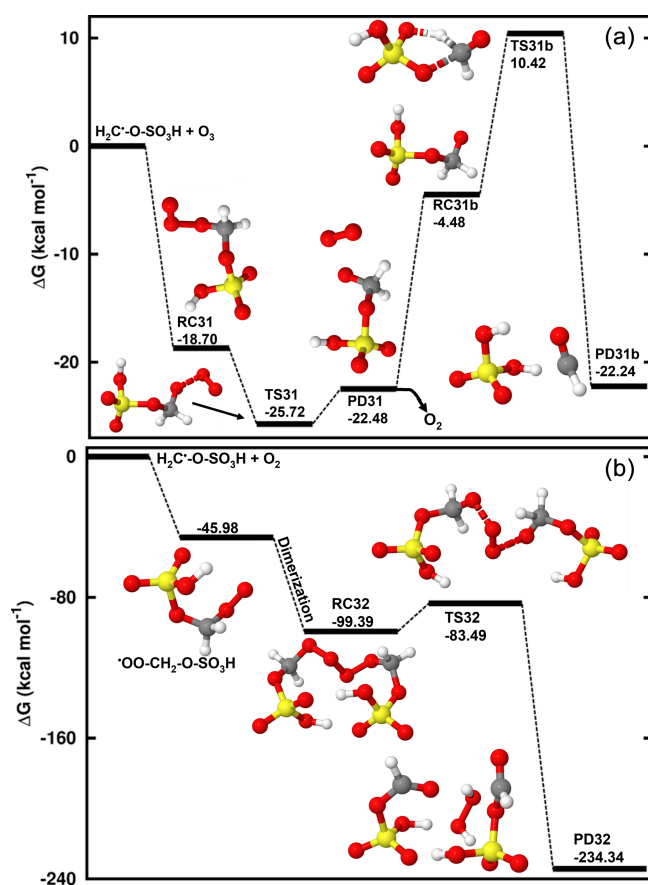 (a)
10
0
-10
-20
ΔG (kcal mol⁻¹)
H₂C•-O-SO₃H + O₃
RC31
-18.70
TS31
-25.72
PD31
-22.48
O₂
RC31b
-4.48
TS31b
10.42
PD31b
-22.24
(b)
0
-80
-160
-240
ΔG (kcal mol⁻¹)
H₂C•-O-SO₃H + O₂
-45.98
•OO-CH₂-O-SO₃H
Dimerization
RC32
-99.39
TS32
-83.49
PD32
-234.34